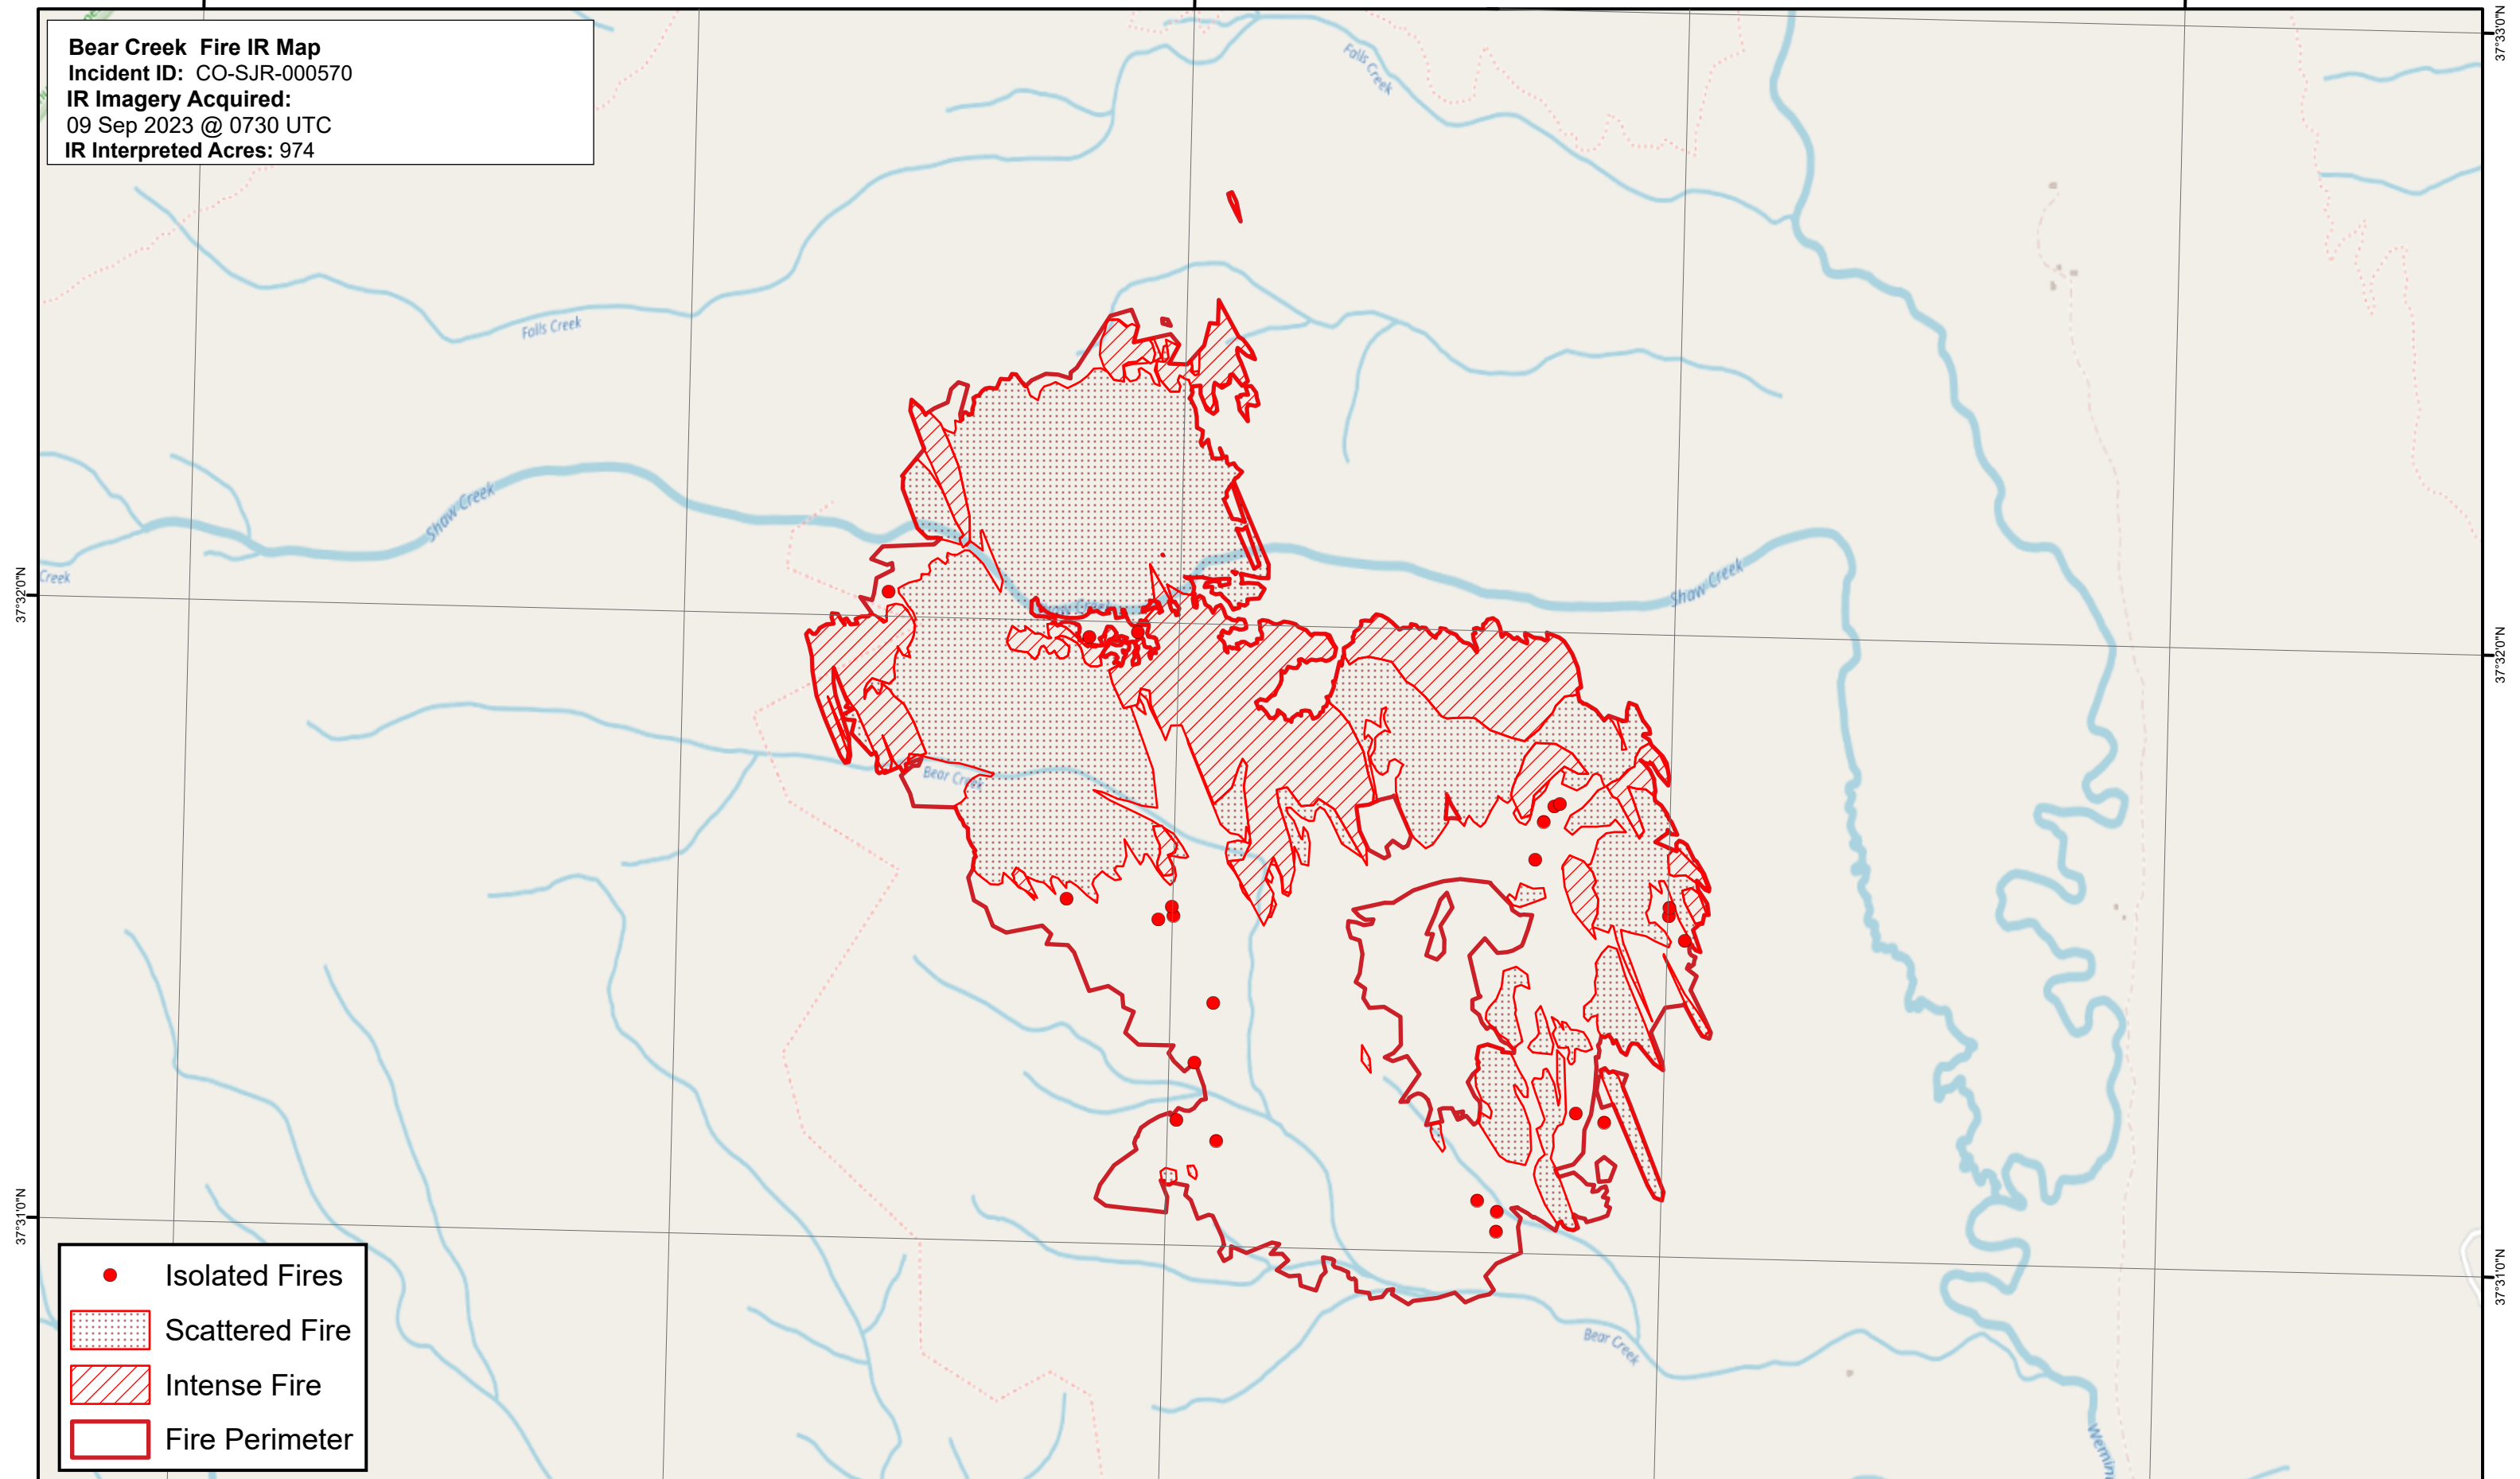 Bear Creek  Fire IR Map
Incident ID:  CO-SJR-000570
IR Imagery Acquired:
09 Sep 2023 @ 0730 UTC
IR Interpreted Acres: 974
37°33'0"N
Falls Creek
Falls Creek
Shaw Creek
Creek
37°32'0"N
Shaw Creek
37°32'0"N
Bear Creek
37°31'0"N
37°31'0"N
Bear Creek
Isolated Fires
Scattered Fire
Intense Fire
Fire Perimeter